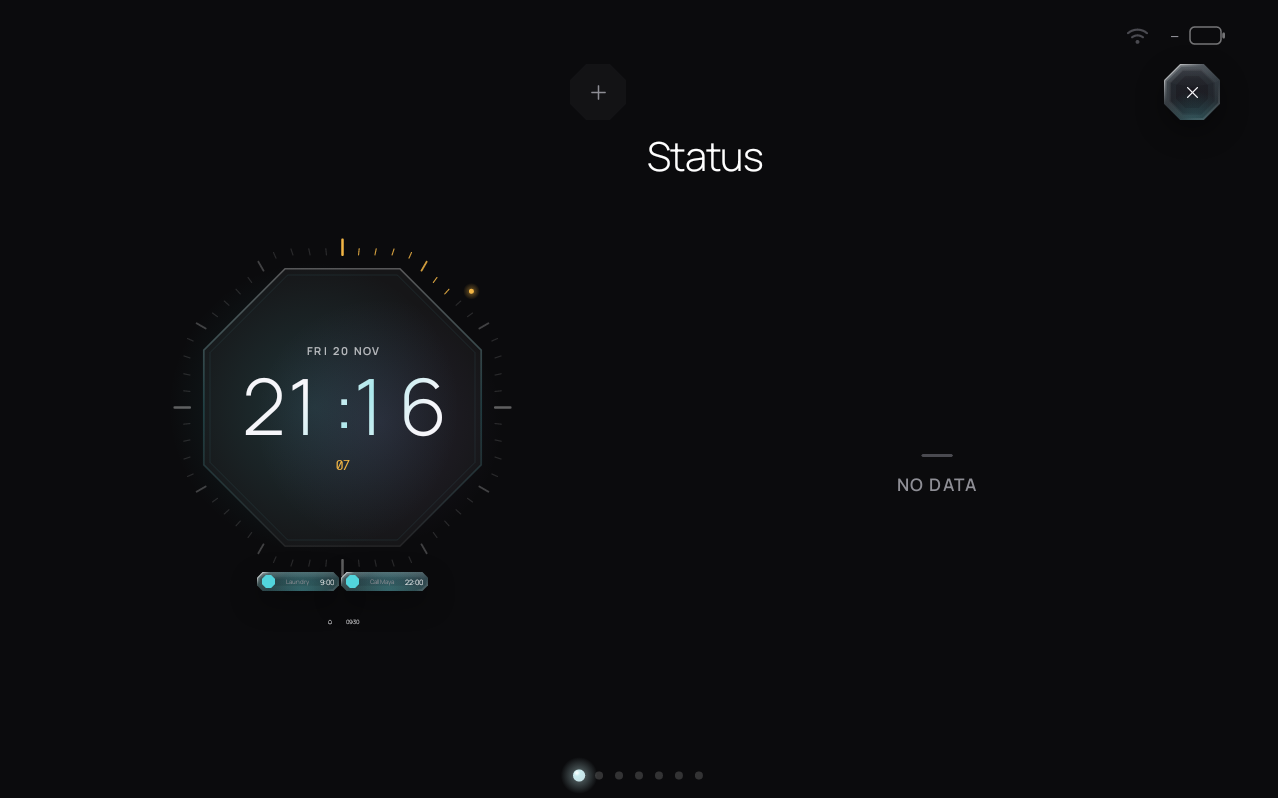 –
Status
FRI 20 NOV
21:16
07
NO DATA
Laundry 9:00
Call Maya 22:00
0930